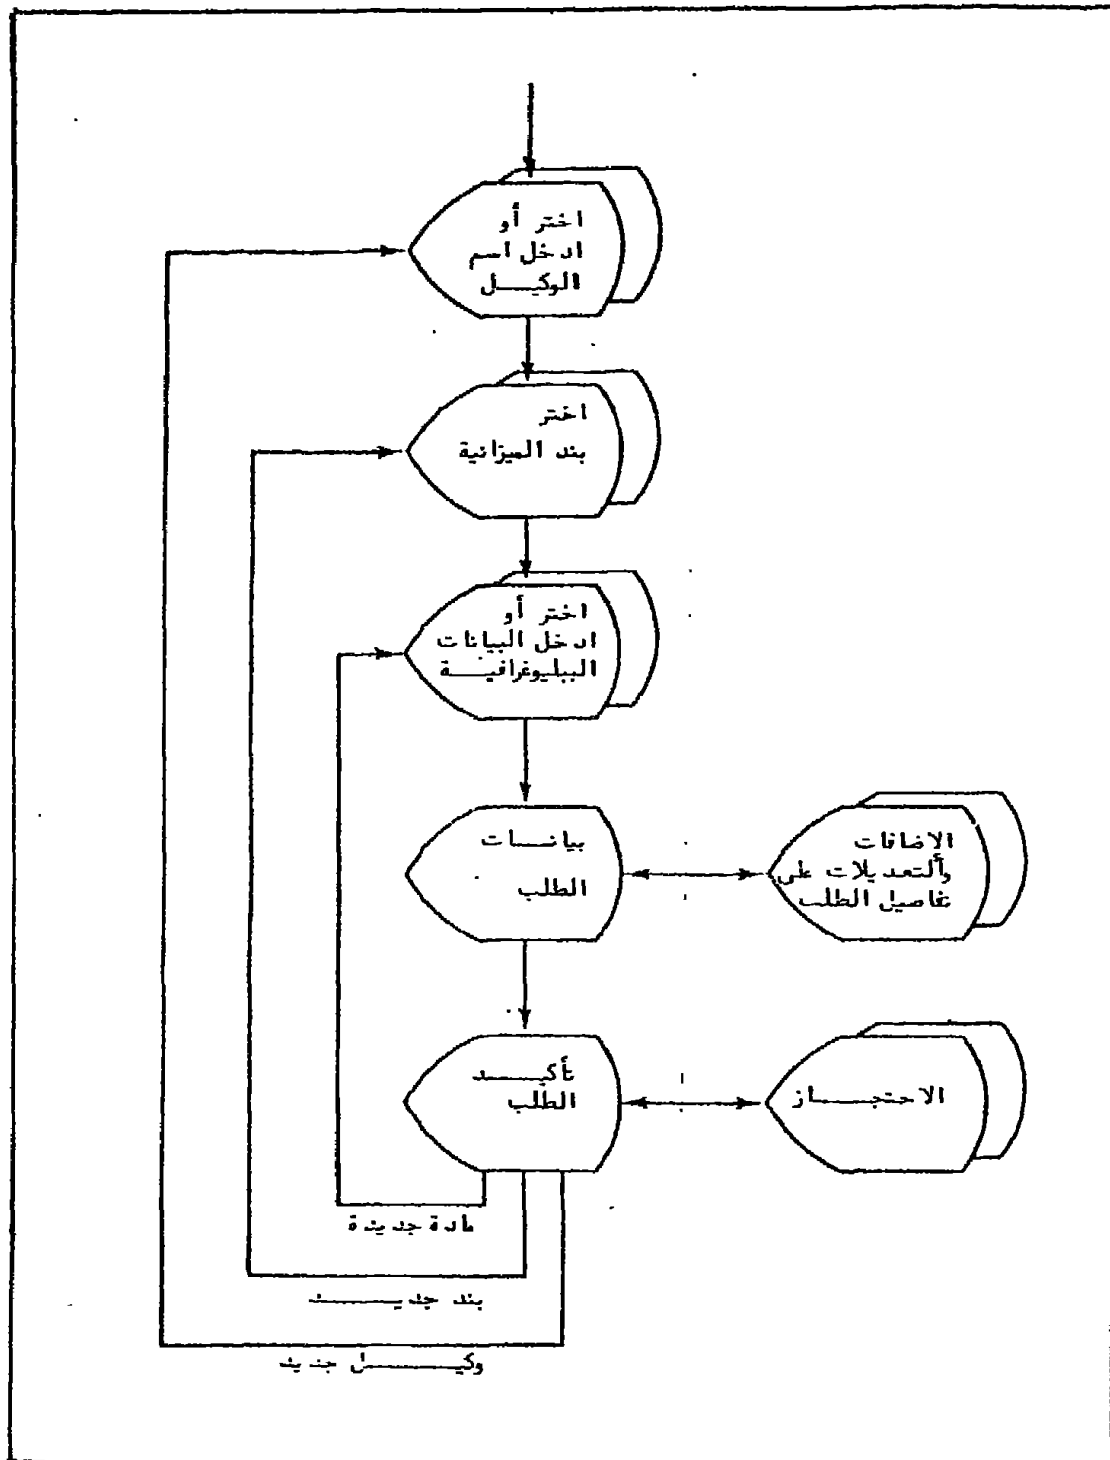 اختر أو
ادخل اسم
الوكيل
اختر
بند الميزانية
اختر أو
ادخل البيانات
الببليوغرافية
بيانات
الطلب
الاضافات
وألتعديلات على
تفاصيل الطلب
تأكيد
الطلب
الاحتجاز
مادة جديدة
بند جديد
وكيل جديد